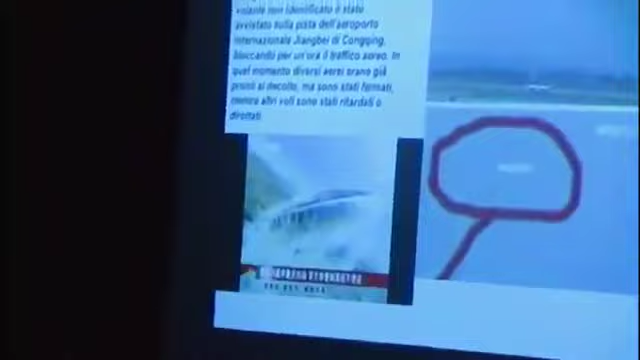 volante non identificato è stato
avvistato sulla pista dell'aeroporto
internazionale Jiangbei di Congqing,
bloccando per un'ora il traffico aereo. In
quel momento diversi aerei erano già
pronti al decollo, ma sono stati fermati,
mentre altri voli sono stati ritardati o
dirottati.